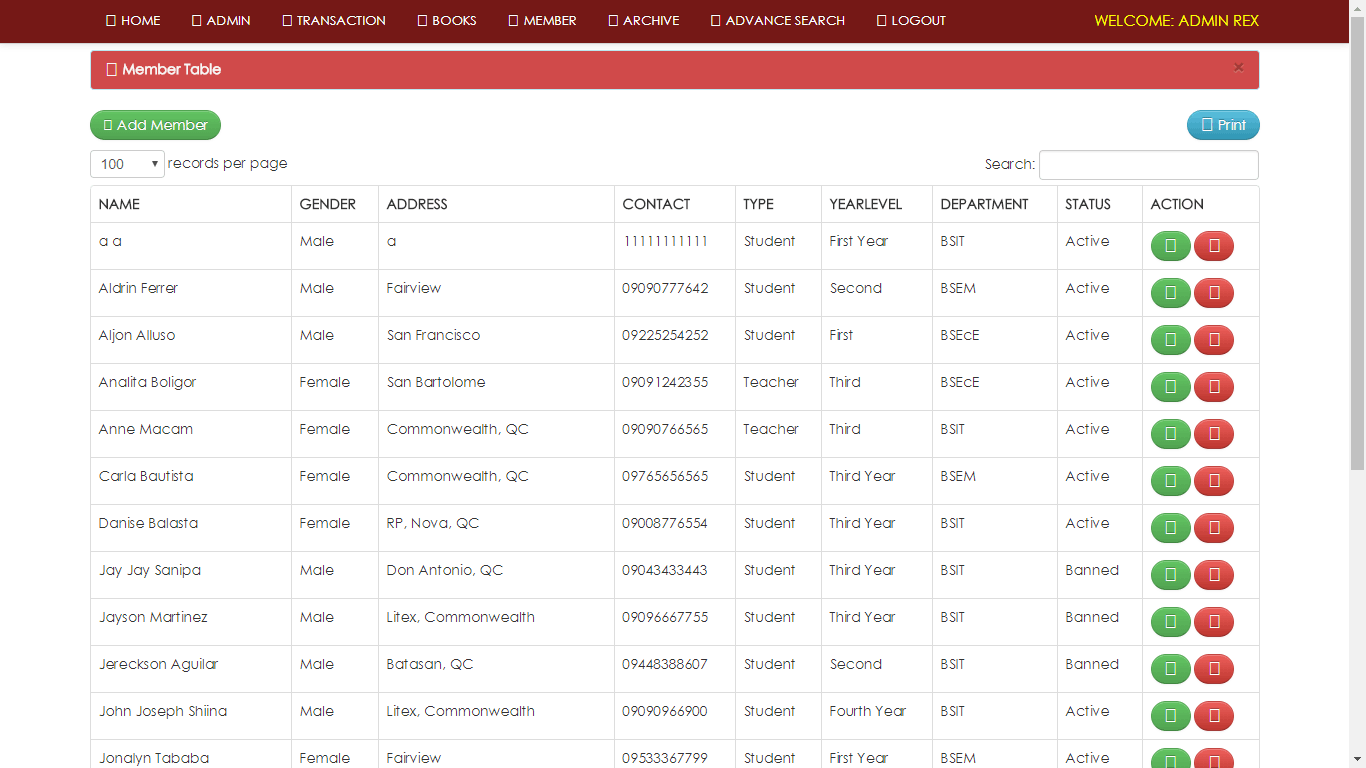 HOME ADMIN TRANSACTION BOOKS MEMBER ARCHIVE ADVANCE SEARCH LOGOUT WELCOME: ADMIN REX
Member Table ×
Add Member Print
100 records per page Search:
NAME GENDER ADDRESS CONTACT TYPE YEARLEVEL DEPARTMENT STATUS ACTION
a a Male a 11111111111 Student First Year BSIT Active
Aldrin Ferrer Male Fairview 09090777642 Student Second BSEM Active
Aljon Alluso Male San Francisco 09225254252 Student First BSEcE Active
Analita Boligor Female San Bartolome 09091242355 Teacher Third BSEcE Active
Anne Macam Female Commonwealth, QC 09090766565 Teacher Third BSIT Active
Carla Bautista Female Commonwealth, QC 09765656565 Student Third Year BSEM Active
Danise Balasta Female RP, Nova, QC 09008776554 Student Third Year BSIT Active
Jay Jay Sanipa Male Don Antonio, QC 09043433443 Student Third Year BSIT Banned
Jayson Martinez Male Litex, Commonwealth 09096667755 Student Third Year BSIT Banned
Jereckson Aguilar Male Batasan, QC 09448388607 Student Second BSIT Banned
John Joseph Shiina Male Litex, Commonwealth 09090966900 Student Fourth Year BSIT Active
Jonalyn Tababa Female Fairview 09533367799 Student First Year BSEM Active